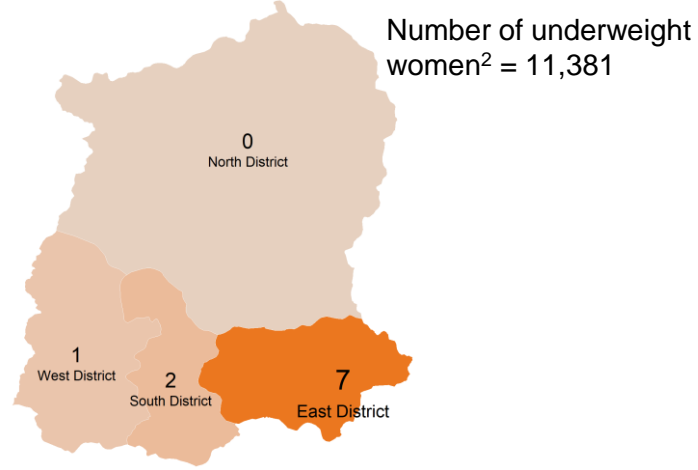 Number of underweight
women² = 11,381
0
North District
1
West District
2
South District
7
East District